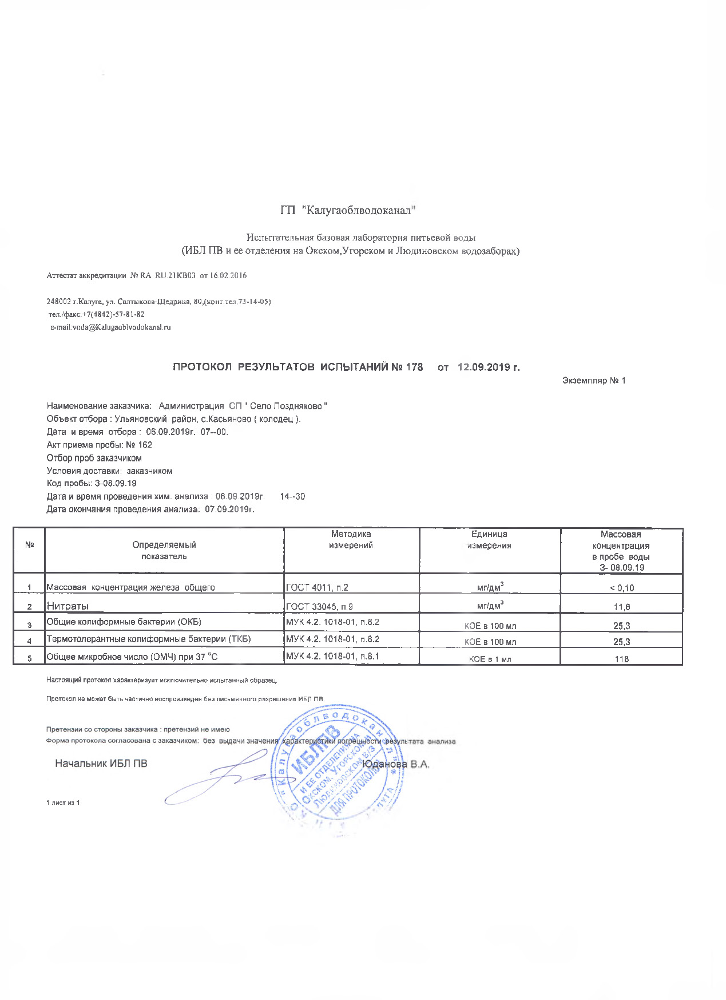 ГП "Калугаоблводоканал"
Испытательная базовая лаборатория питьевой воды
(ИБЛ ПВ и ее отделения на Окском,Угорском и Людиновском водозаборах)
Аттестат аккредитации № RA. RU.21КВ03 от 16.02.2016
248002 г.Калуга, ул. Салтыкова-Щедрина, 80,(конт.тел.73-14-05)
тел./факс:+7(4842)-57-81-82
e-mail:voda@Kalugaoblvodokanal.ru
ПРОТОКОЛ РЕЗУЛЬТАТОВ ИСПЫТАНИЙ № 178 от 12.09.2019 г.
Экземпляр № 1
Наименование заказчика: Администрация СП " Село Поздняково "
Объект отбора : Ульяновский район, с.Касьяново ( колодец ).
Дата и время отбора : 06.09.2019г. 07--00.
Акт приема пробы: № 162
Отбор проб заказчиком
Условия доставки: заказчиком
Код пробы: З-08.09.19
Дата и время проведения хим. анализа : 06.09.2019г. 14--30
Дата окончания проведения анализа: 07.09.2019г.
№ Определяемый показатель Методика измерений Единица измерения Массовая концентрация в пробе воды З- 08.09.19
1 Массовая концентрация железа общего ГОСТ 4011, п.2 мг/дм³ < 0,10
2 Нитраты ГОСТ 33045, п.9 мг/дм³ 11,6
3 Общие колиформные бактерии (ОКБ) МУК 4.2. 1018-01, п.8.2 КОЕ в 100 мл 25,3
4 Термотолерантные колиформные бактерии (ТКБ) МУК 4.2. 1018-01, п.8.2 КОЕ в 100 мл 25,3
5 Общее микробное число (ОМЧ) при 37 °С МУК 4.2. 1018-01, п.8.1 КОЕ в 1 мл 118
Настоящий протокол характеризует исключительно испытанный образец.
Протокол не может быть частично воспроизведен без письменного разрешения ИБЛ ПВ.
Претензии со стороны заказчика : претензий не имею
Форма протокола согласована с заказчиком: без выдачи значения характеристики погрешности результата анализа
Начальник ИБЛ ПВ Юданова В.А.
"Калугаоблводоканал" *
ИБЛПВ
И ЕЕ ОТДЕЛЕНИЯ НА
ОКСКОМ, УГОРСКОМ И
ЛЮДИНОВСКОМ В/З
ДЛЯ ПРОТОКОЛОВ
1 лист из 1